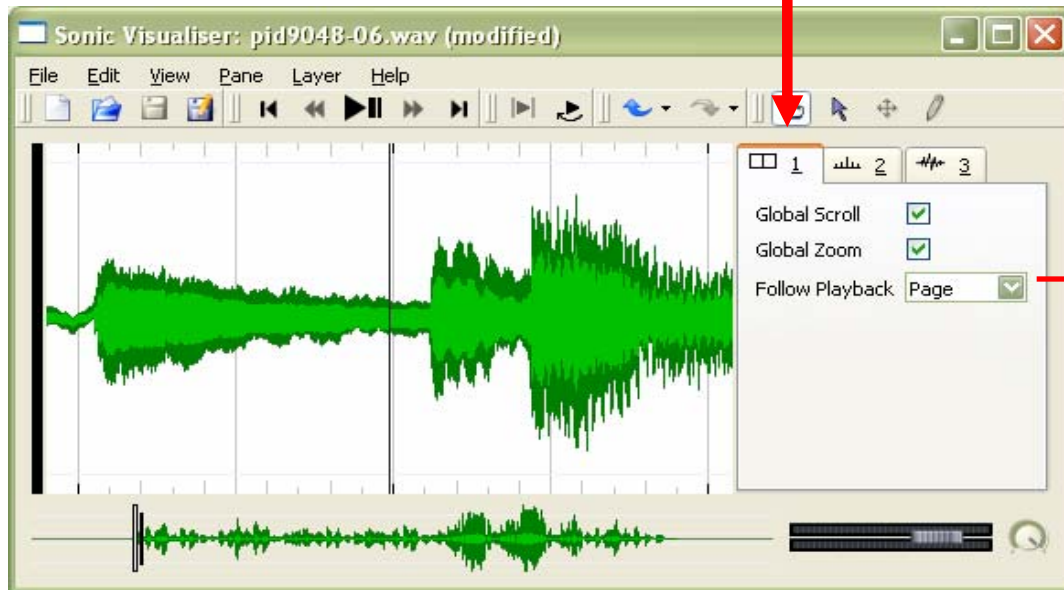 Sonic Visualiser: pid9048-06.wav (modified)
File Edit View Pane Layer Help
1 2 3
Global Scroll
Global Zoom
Follow Playback Page